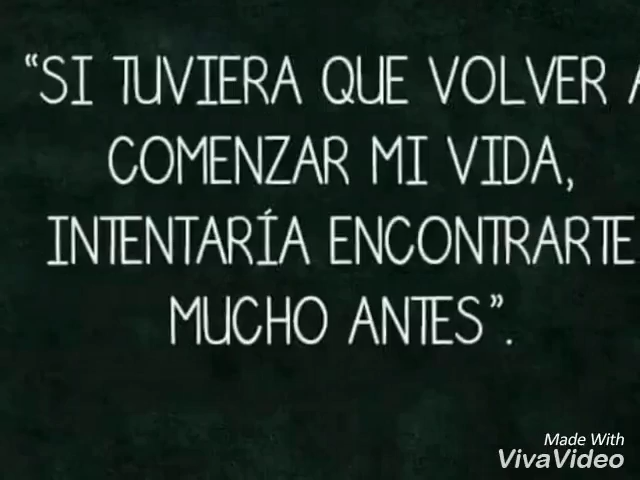 “SI TUVIERA QUE VOLVER A
COMENZAR MI VIDA,
INTENTARÍA ENCONTRARTE
MUCHO ANTES”.
Made With
VivaVideo